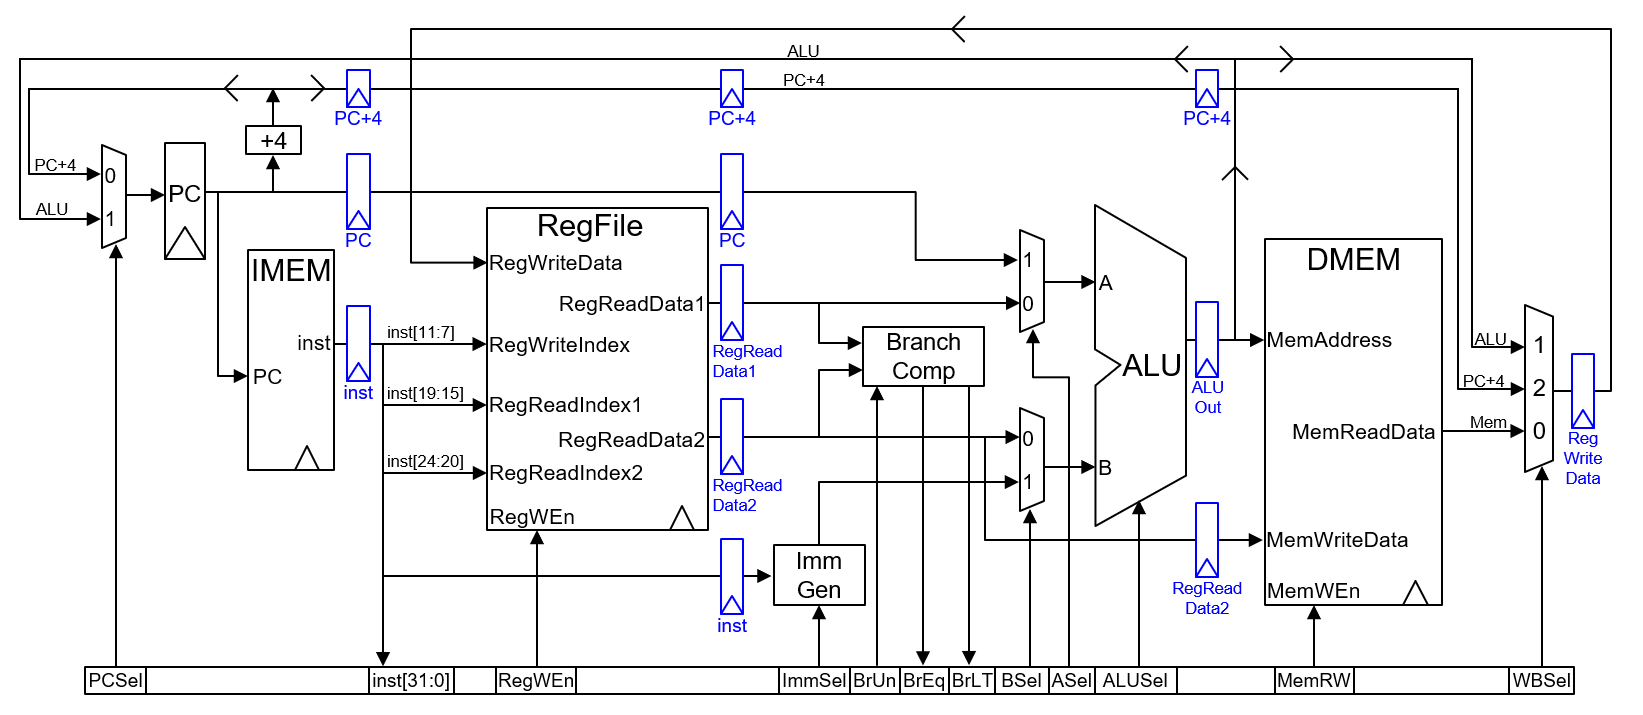 ALU
PC+4
PC+4
PC+4
PC+4
+4
PC+4
0
ALU
1
PC
PC
PC
IMEM
inst
PC
inst
inst[11:7]
inst[19:15]
inst[24:20]
RegFile
RegWriteData
RegReadData1
RegWriteIndex
RegReadIndex1
RegReadData2
RegReadIndex2
RegWEn
RegRead
Data1
RegRead
Data2
inst
Imm
Gen
Branch
Comp
1
0
0
1
A
B
ALU
ALU
Out
RegRead
Data2
DMEM
MemAddress
MemReadData
MemWriteData
MemWEn
ALU
PC+4
Mem
1
2
0
Reg
Write
Data
PCSel
inst[31:0]
RegWEn
ImmSel
BrUn
BrEq
BrLT
BSel
ASel
ALUSel
MemRW
WBSel